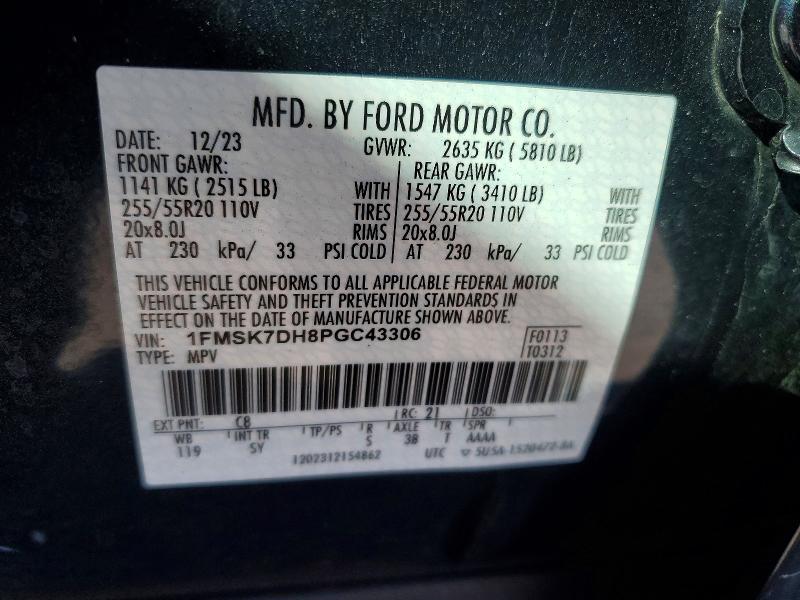 MFD. BY FORD MOTOR CO.
DATE: 12/23 GVWR: 2635 KG ( 5810 LB)
FRONT GAWR: REAR GAWR:
1141 KG ( 2515 LB) WITH 1547 KG ( 3410 LB) WITH
255/55R20 110V TIRES 255/55R20 110V TIRES
20x8.0J RIMS 20x8.0J RIMS
AT 230 kPa/ 33 PSI COLD AT 230 kPa/ 33 PSI COLD
THIS VEHICLE CONFORMS TO ALL APPLICABLE FEDERAL MOTOR
VEHICLE SAFETY AND THEFT PREVENTION STANDARDS IN
EFFECT ON THE DATE OF MANUFACTURE SHOWN ABOVE.
VIN: 1FMSK7DH8PGC43306 F0113
TYPE: MPV T0312
EXT PNT: C8 RC: 21 DSO:
WB INT TR TP/PS R AXLE TR SPR
119 SY S 3B T AAAA
1202312154862 UTC 5U5A-1520472-BA